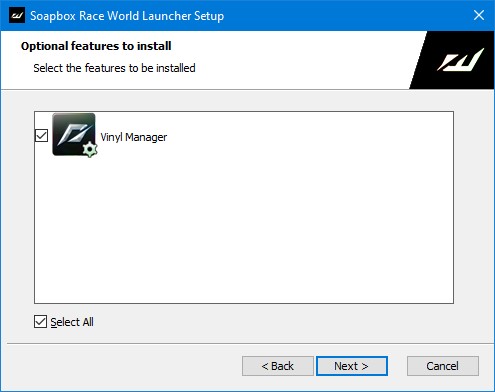 Soapbox Race World Launcher Setup
Optional features to install
Select the features to be installed
Vinyl Manager
Select All
< Back
Next >
Cancel